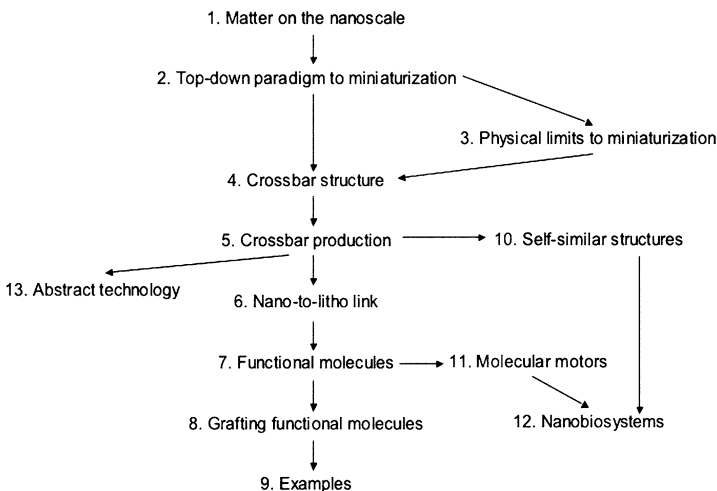 1. Matter on the nanoscale
2. Top-down paradigm to miniaturization
3. Physical limits to miniaturization
4. Crossbar structure
5. Crossbar production
10. Self-similar structures
13. Abstract technology
6. Nano-to-litho link
7. Functional molecules
11. Molecular motors
8. Grafting functional molecules
12. Nanobiosystems
9. Examples